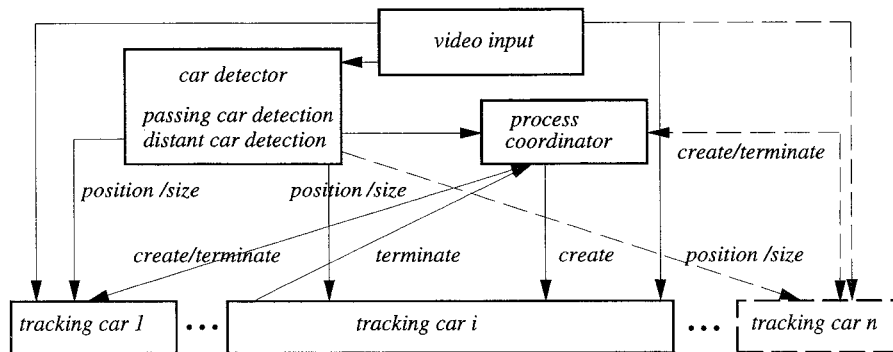 video input
car detector
passing car detection
distant car detection
process
coordinator
create/terminate
position /size
position /size
create/terminate
terminate
create
position /size
tracking car 1
•••
tracking car i
•••
tracking car n